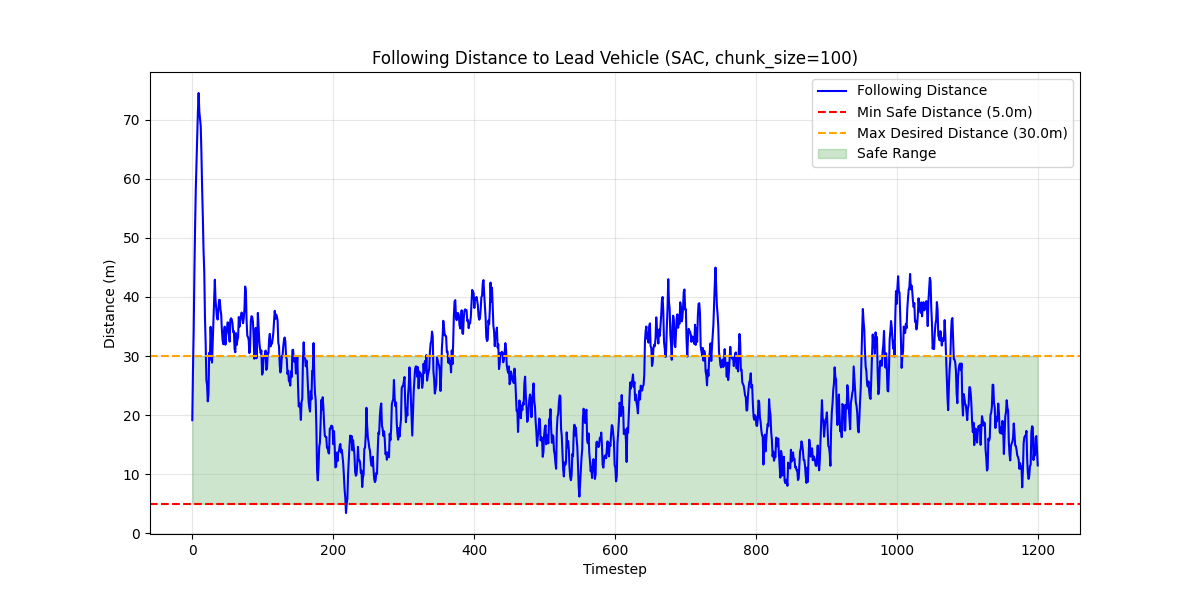 Following Distance to Lead Vehicle (SAC, chunk_size=100)
Following Distance
Min Safe Distance (5.0m)
Max Desired Distance (30.0m)
Safe Range
Distance (m)
70
60
50
40
30
20
10
0
0 200 400 600 800 1000 1200
Timestep